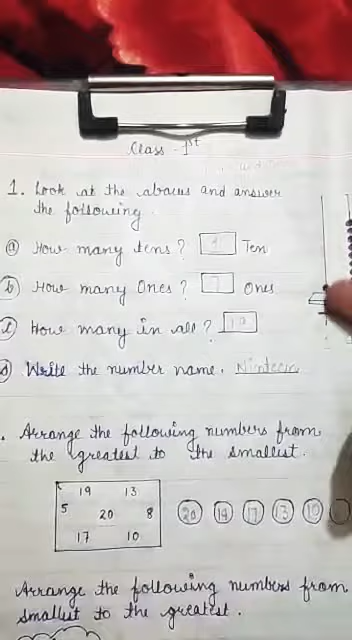 Class - 1st
1. Look at the abacus and answer
the following.
a How many tens? 1 Ten
b How many Ones? Ones
c How many in all? 19
d Write the number name. Ninteen
. Arrange the following numbers from
the greatest to the smallest.
19 13
5 20 8
17 10
20 19 17 13 10
Arrange the following numbers from
smallest to the greatest.